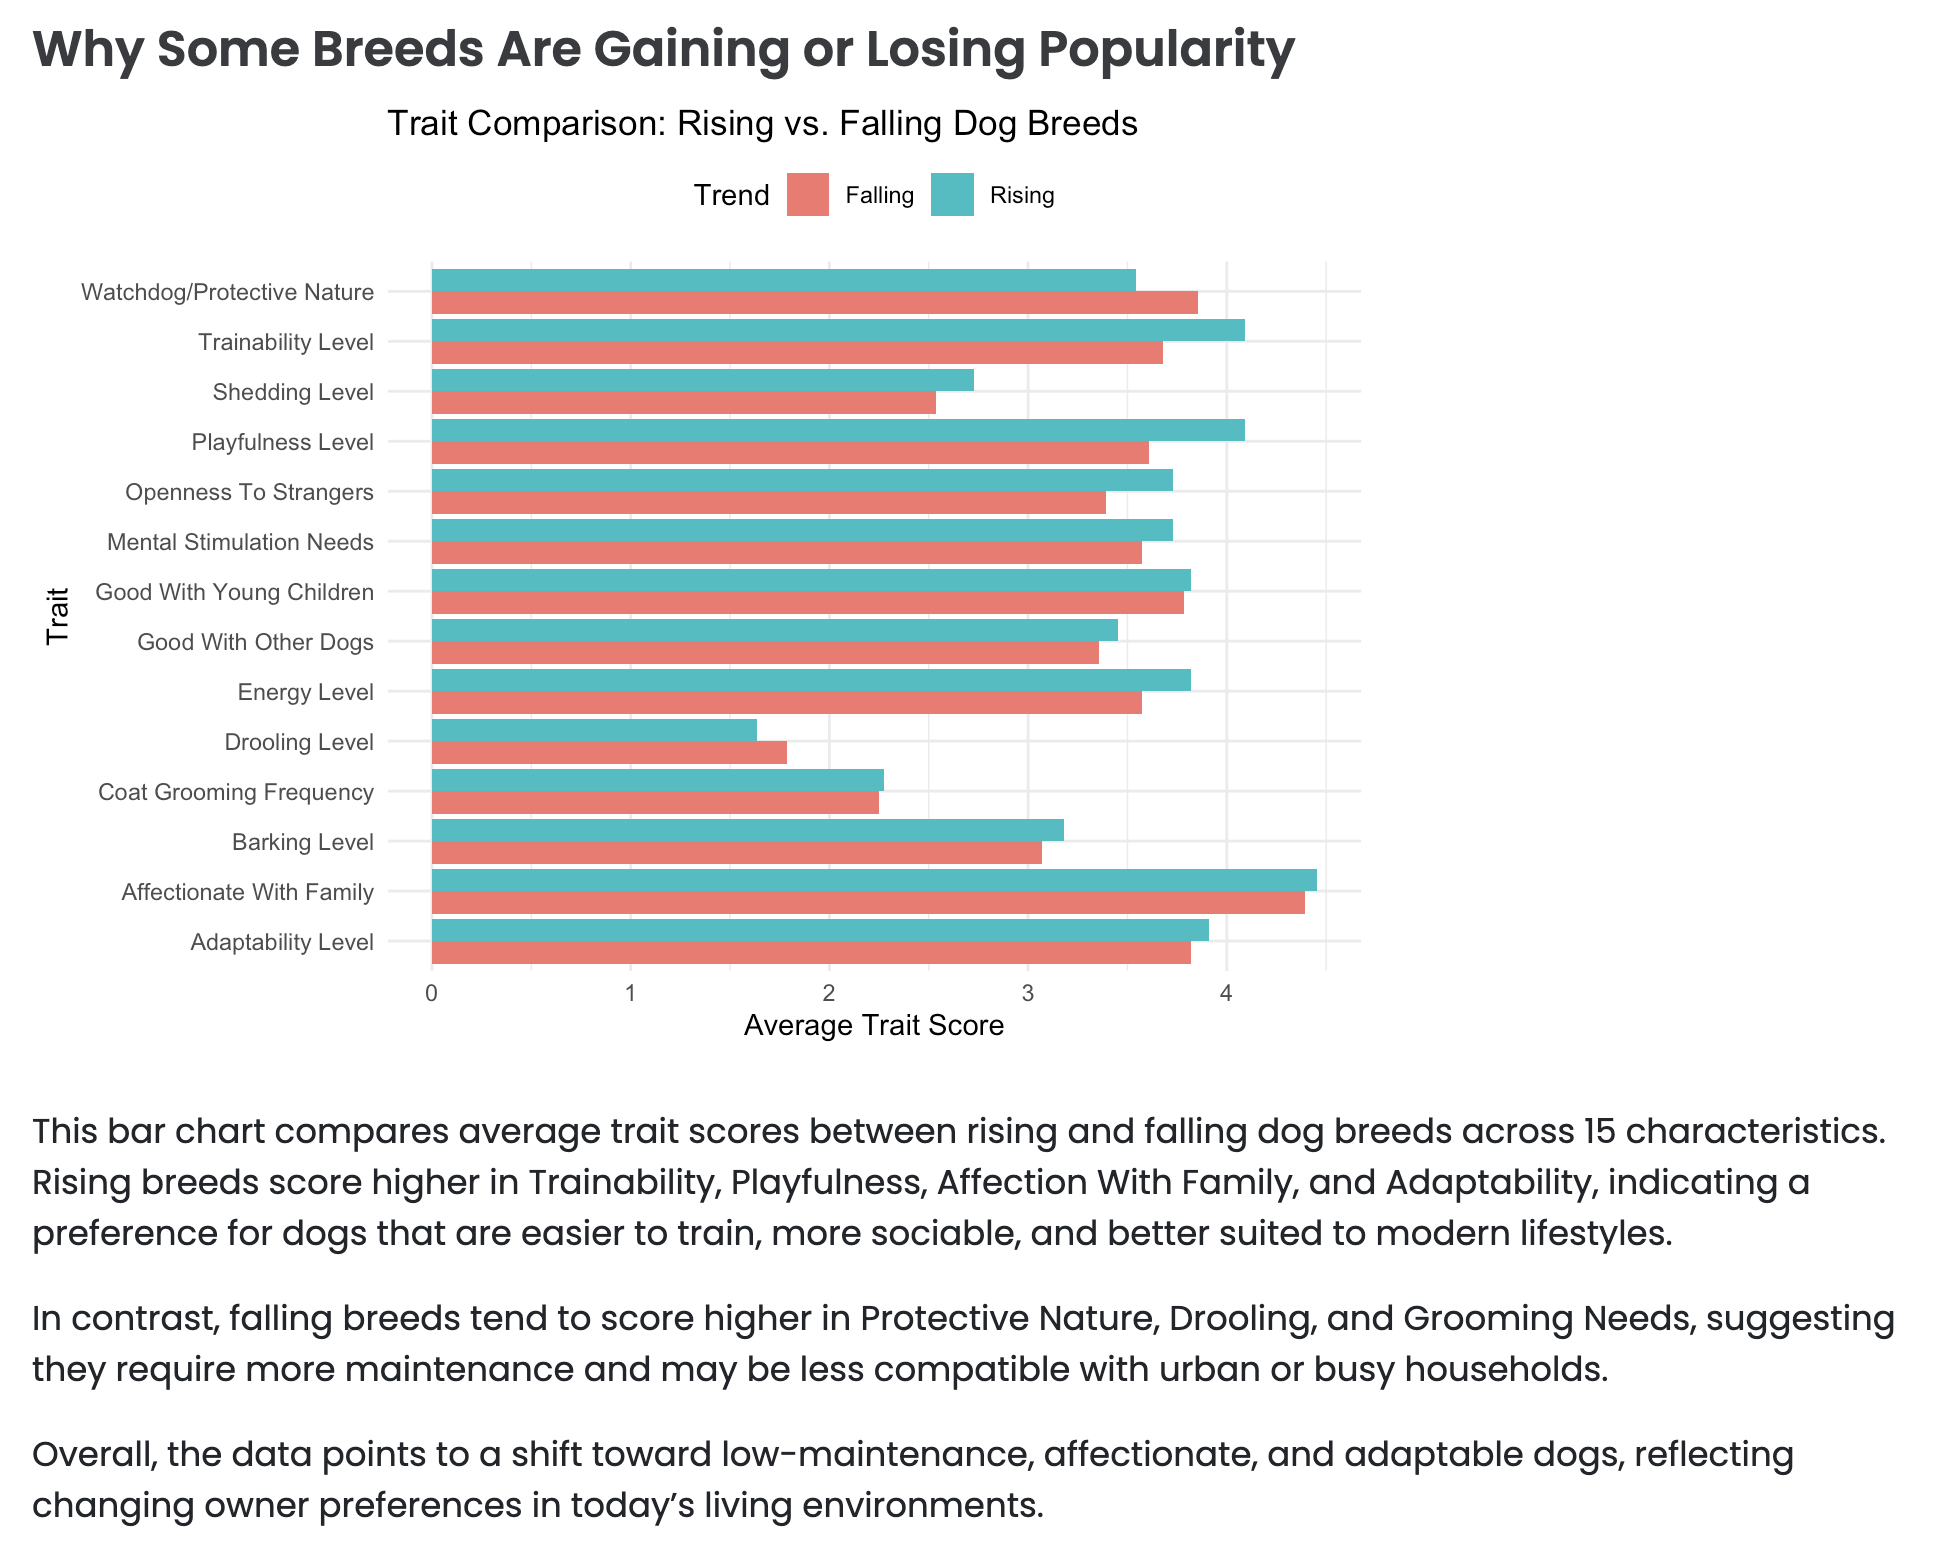 Why Some Breeds Are Gaining or Losing Popularity
Trait Comparison: Rising vs. Falling Dog Breeds
Trend Falling Rising
Watchdog/Protective Nature
Trainability Level
Shedding Level
Playfulness Level
Openness To Strangers
Mental Stimulation Needs
Good With Young Children
Good With Other Dogs
Energy Level
Drooling Level
Coat Grooming Frequency
Barking Level
Affectionate With Family
Adaptability Level
Trait
0 1 2 3 4
Average Trait Score
This bar chart compares average trait scores between rising and falling dog breeds across 15 characteristics.
Rising breeds score higher in Trainability, Playfulness, Affection With Family, and Adaptability, indicating a
preference for dogs that are easier to train, more sociable, and better suited to modern lifestyles.
In contrast, falling breeds tend to score higher in Protective Nature, Drooling, and Grooming Needs, suggesting
they require more maintenance and may be less compatible with urban or busy households.
Overall, the data points to a shift toward low-maintenance, affectionate, and adaptable dogs, reflecting
changing owner preferences in today’s living environments.